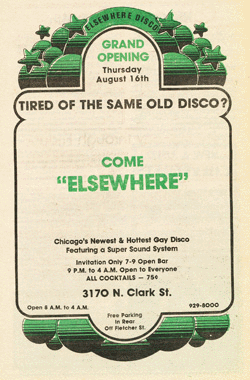 ELSEWHERE DISCO
GRAND
OPENING
Thursday
August 16th
TIRED OF THE SAME OLD DISCO?
COME
"ELSEWHERE"
Chicago's Newest & Hottest Gay Disco
Featuring a Super Sound System
Invitation Only 7-9 Open Bar
9 P.M. to 4 A.M. Open to Everyone
ALL COCKTAILS — 75¢
3170 N. Clark St.
Open 8 A.M. to 4 A.M.
929-8000
Free Parking
in Rear
Off Fletcher St.